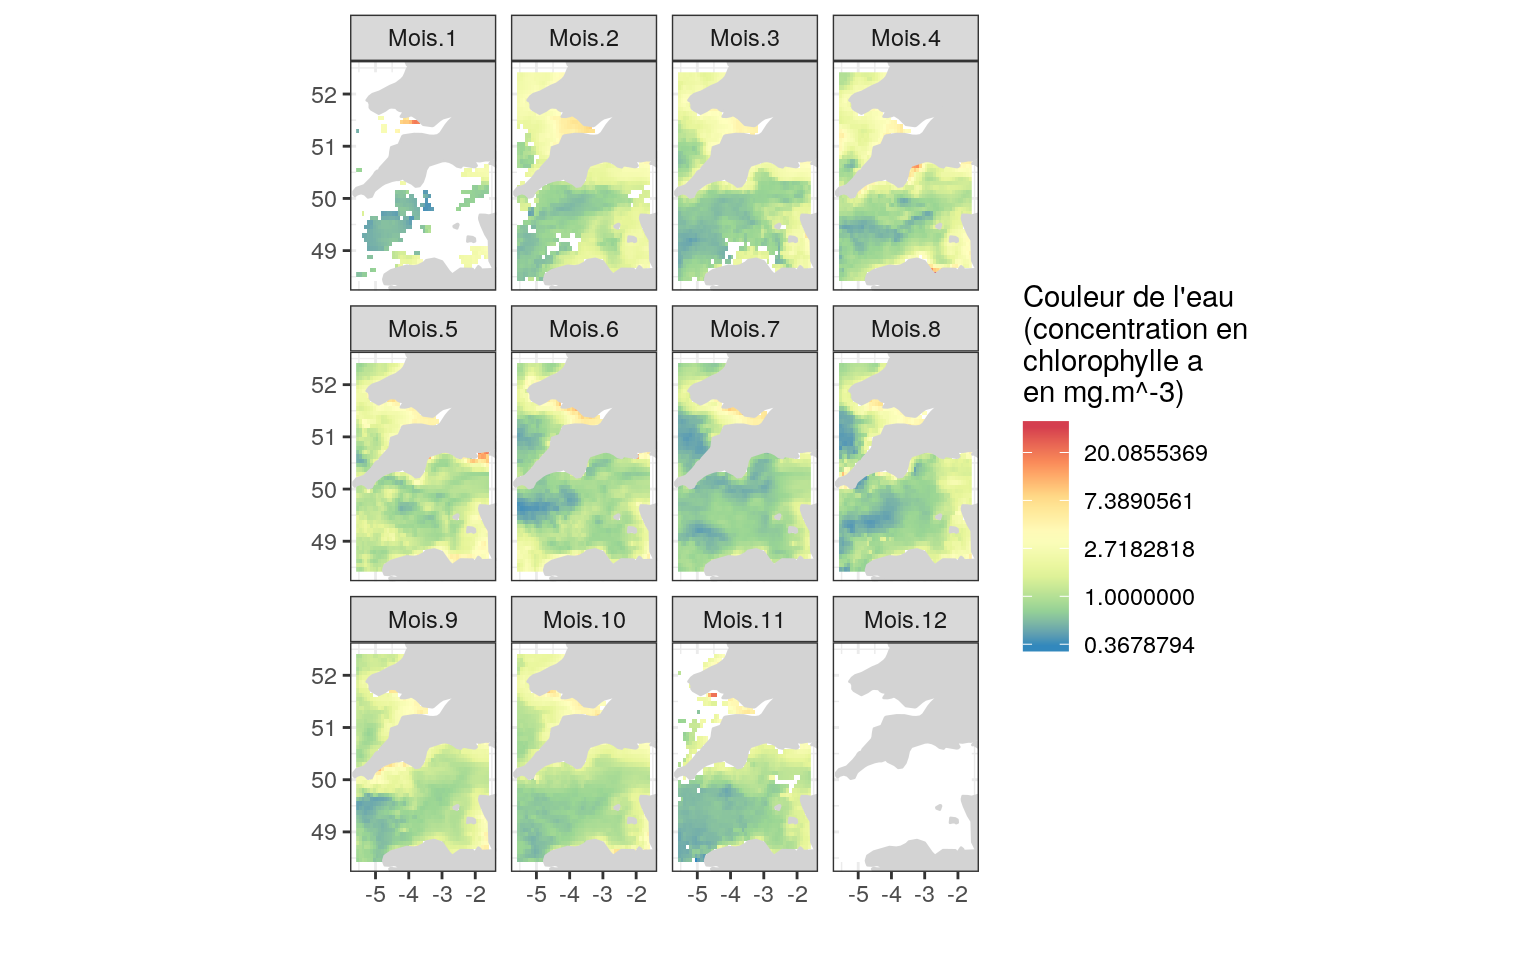 Mois.1 Mois.2 Mois.3 Mois.4
52
51
50
49
Mois.5 Mois.6 Mois.7 Mois.8
52
51
50
49
Mois.9 Mois.10 Mois.11 Mois.12
52
51
50
49
-5 -4 -3 -2 -5 -4 -3 -2 -5 -4 -3 -2 -5 -4 -3 -2
Couleur de l'eau
(concentration en
chlorophylle a
en mg.m^-3)
20.0855369
7.3890561
2.7182818
1.0000000
0.3678794